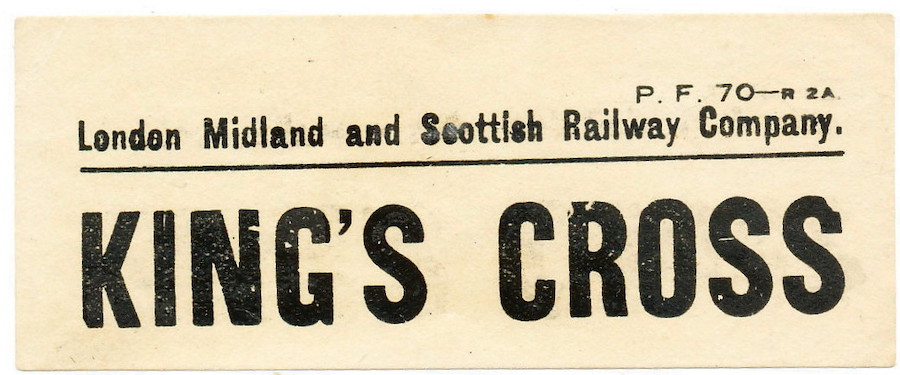 P. F. 70—R 2A.
London Midland and Scottish Railway Company.
KING'S CROSS